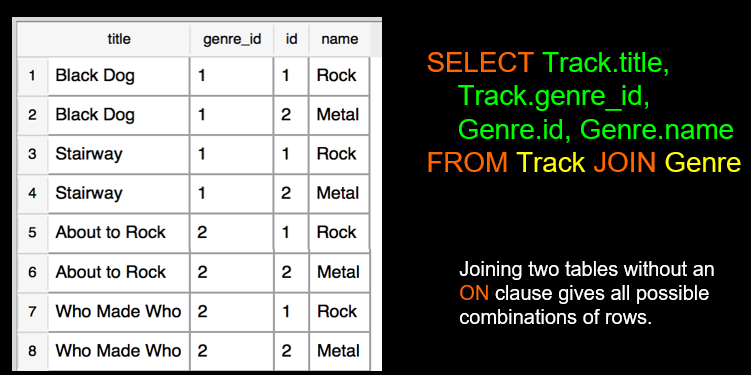 title genre_id id name
1 Black Dog 1 1 Rock
2 Black Dog 1 2 Metal
3 Stairway 1 1 Rock
4 Stairway 1 2 Metal
5 About to Rock 2 1 Rock
6 About to Rock 2 2 Metal
7 Who Made Who 2 1 Rock
8 Who Made Who 2 2 Metal
SELECT Track.title,
Track.genre_id,
Genre.id, Genre.name
FROM Track JOIN Genre
Joining two tables without an
ON clause gives all possible
combinations of rows.